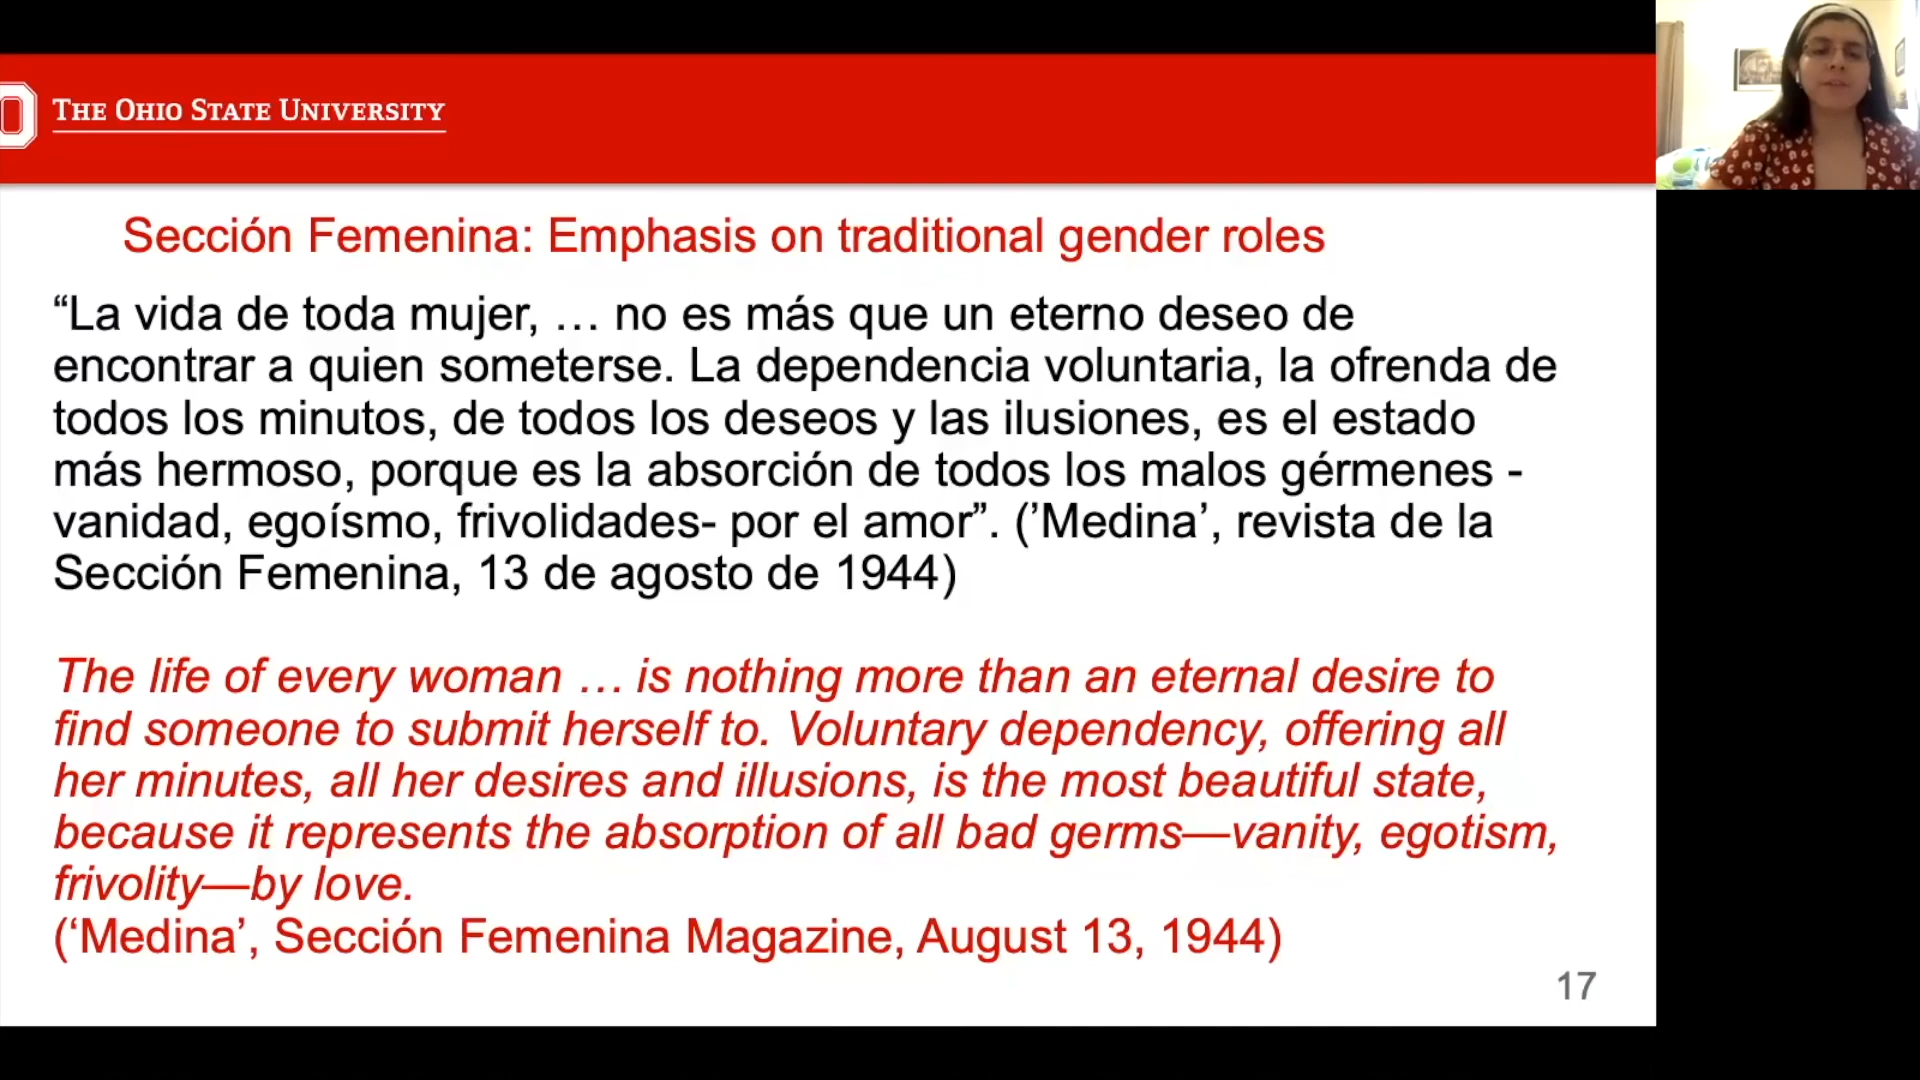 THE OHIO STATE UNIVERSITY
Sección Femenina: Emphasis on traditional gender roles
“La vida de toda mujer, … no es más que un eterno deseo de
encontrar a quien someterse. La dependencia voluntaria, la ofrenda de
todos los minutos, de todos los deseos y las ilusiones, es el estado
más hermoso, porque es la absorción de todos los malos gérmenes -
vanidad, egoísmo, frivolidades- por el amor”. (’Medina’, revista de la
Sección Femenina, 13 de agosto de 1944)
The life of every woman … is nothing more than an eternal desire to
find someone to submit herself to. Voluntary dependency, offering all
her minutes, all her desires and illusions, is the most beautiful state,
because it represents the absorption of all bad germs—vanity, egotism,
frivolity—by love.
(‘Medina’, Sección Femenina Magazine, August 13, 1944)
17